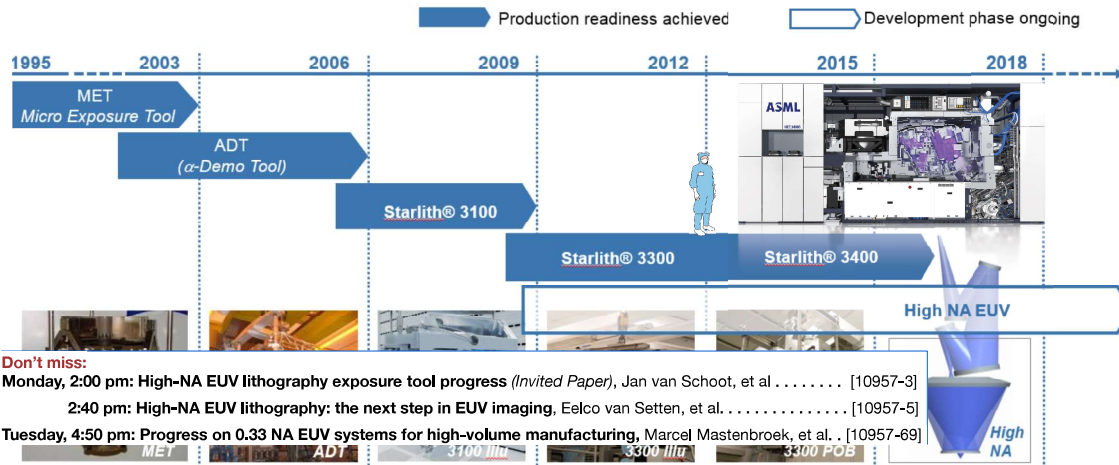 Production readiness achieved
Development phase ongoing
1995 2003 2006 2009 2012 2015 2018
MET
Micro Exposure Tool
ADT
(α-Demo Tool)
Starlith® 3100
ASML
Starlith® 3300
Starlith® 3400
High NA EUV
Don't miss:
Monday, 2:00 pm: High-NA EUV lithography exposure tool progress (Invited Paper), Jan van Schoot, et al . . . . . . . . [10957-3]
2:40 pm: High-NA EUV lithography: the next step in EUV imaging, Eelco van Setten, et al. . . . . . . . . . . . . . . . [10957-5]
Tuesday, 4:50 pm: Progress on 0.33 NA EUV systems for high-volume manufacturing, Marcel Mastenbroek, et al. . [10957-69]
MET
ADT
3100 Illu
3300 Illu
3300 POB
High
NA